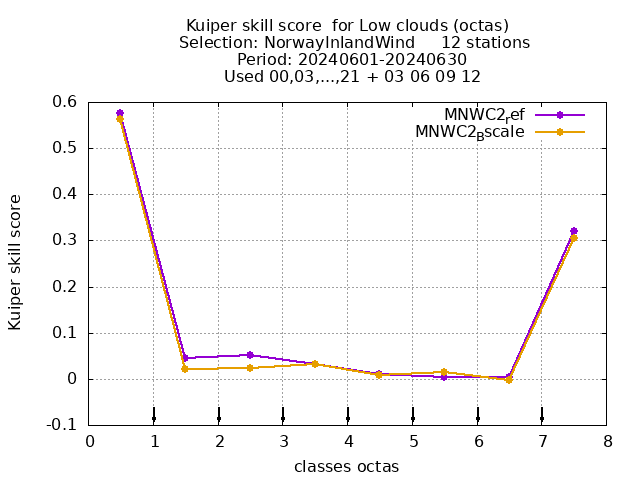 Kuiper skill score  for Low clouds (octas)
Selection: NorwayInlandWind     12 stations
Period: 20240601-20240630
Used 00,03,...,21 + 03 06 09 12
MNWC2ref
MNWC2Bscale
Kuiper skill score
0.6
0.5
0.4
0.3
0.2
0.1
0
-0.1
0 1 2 3 4 5 6 7 8
classes octas